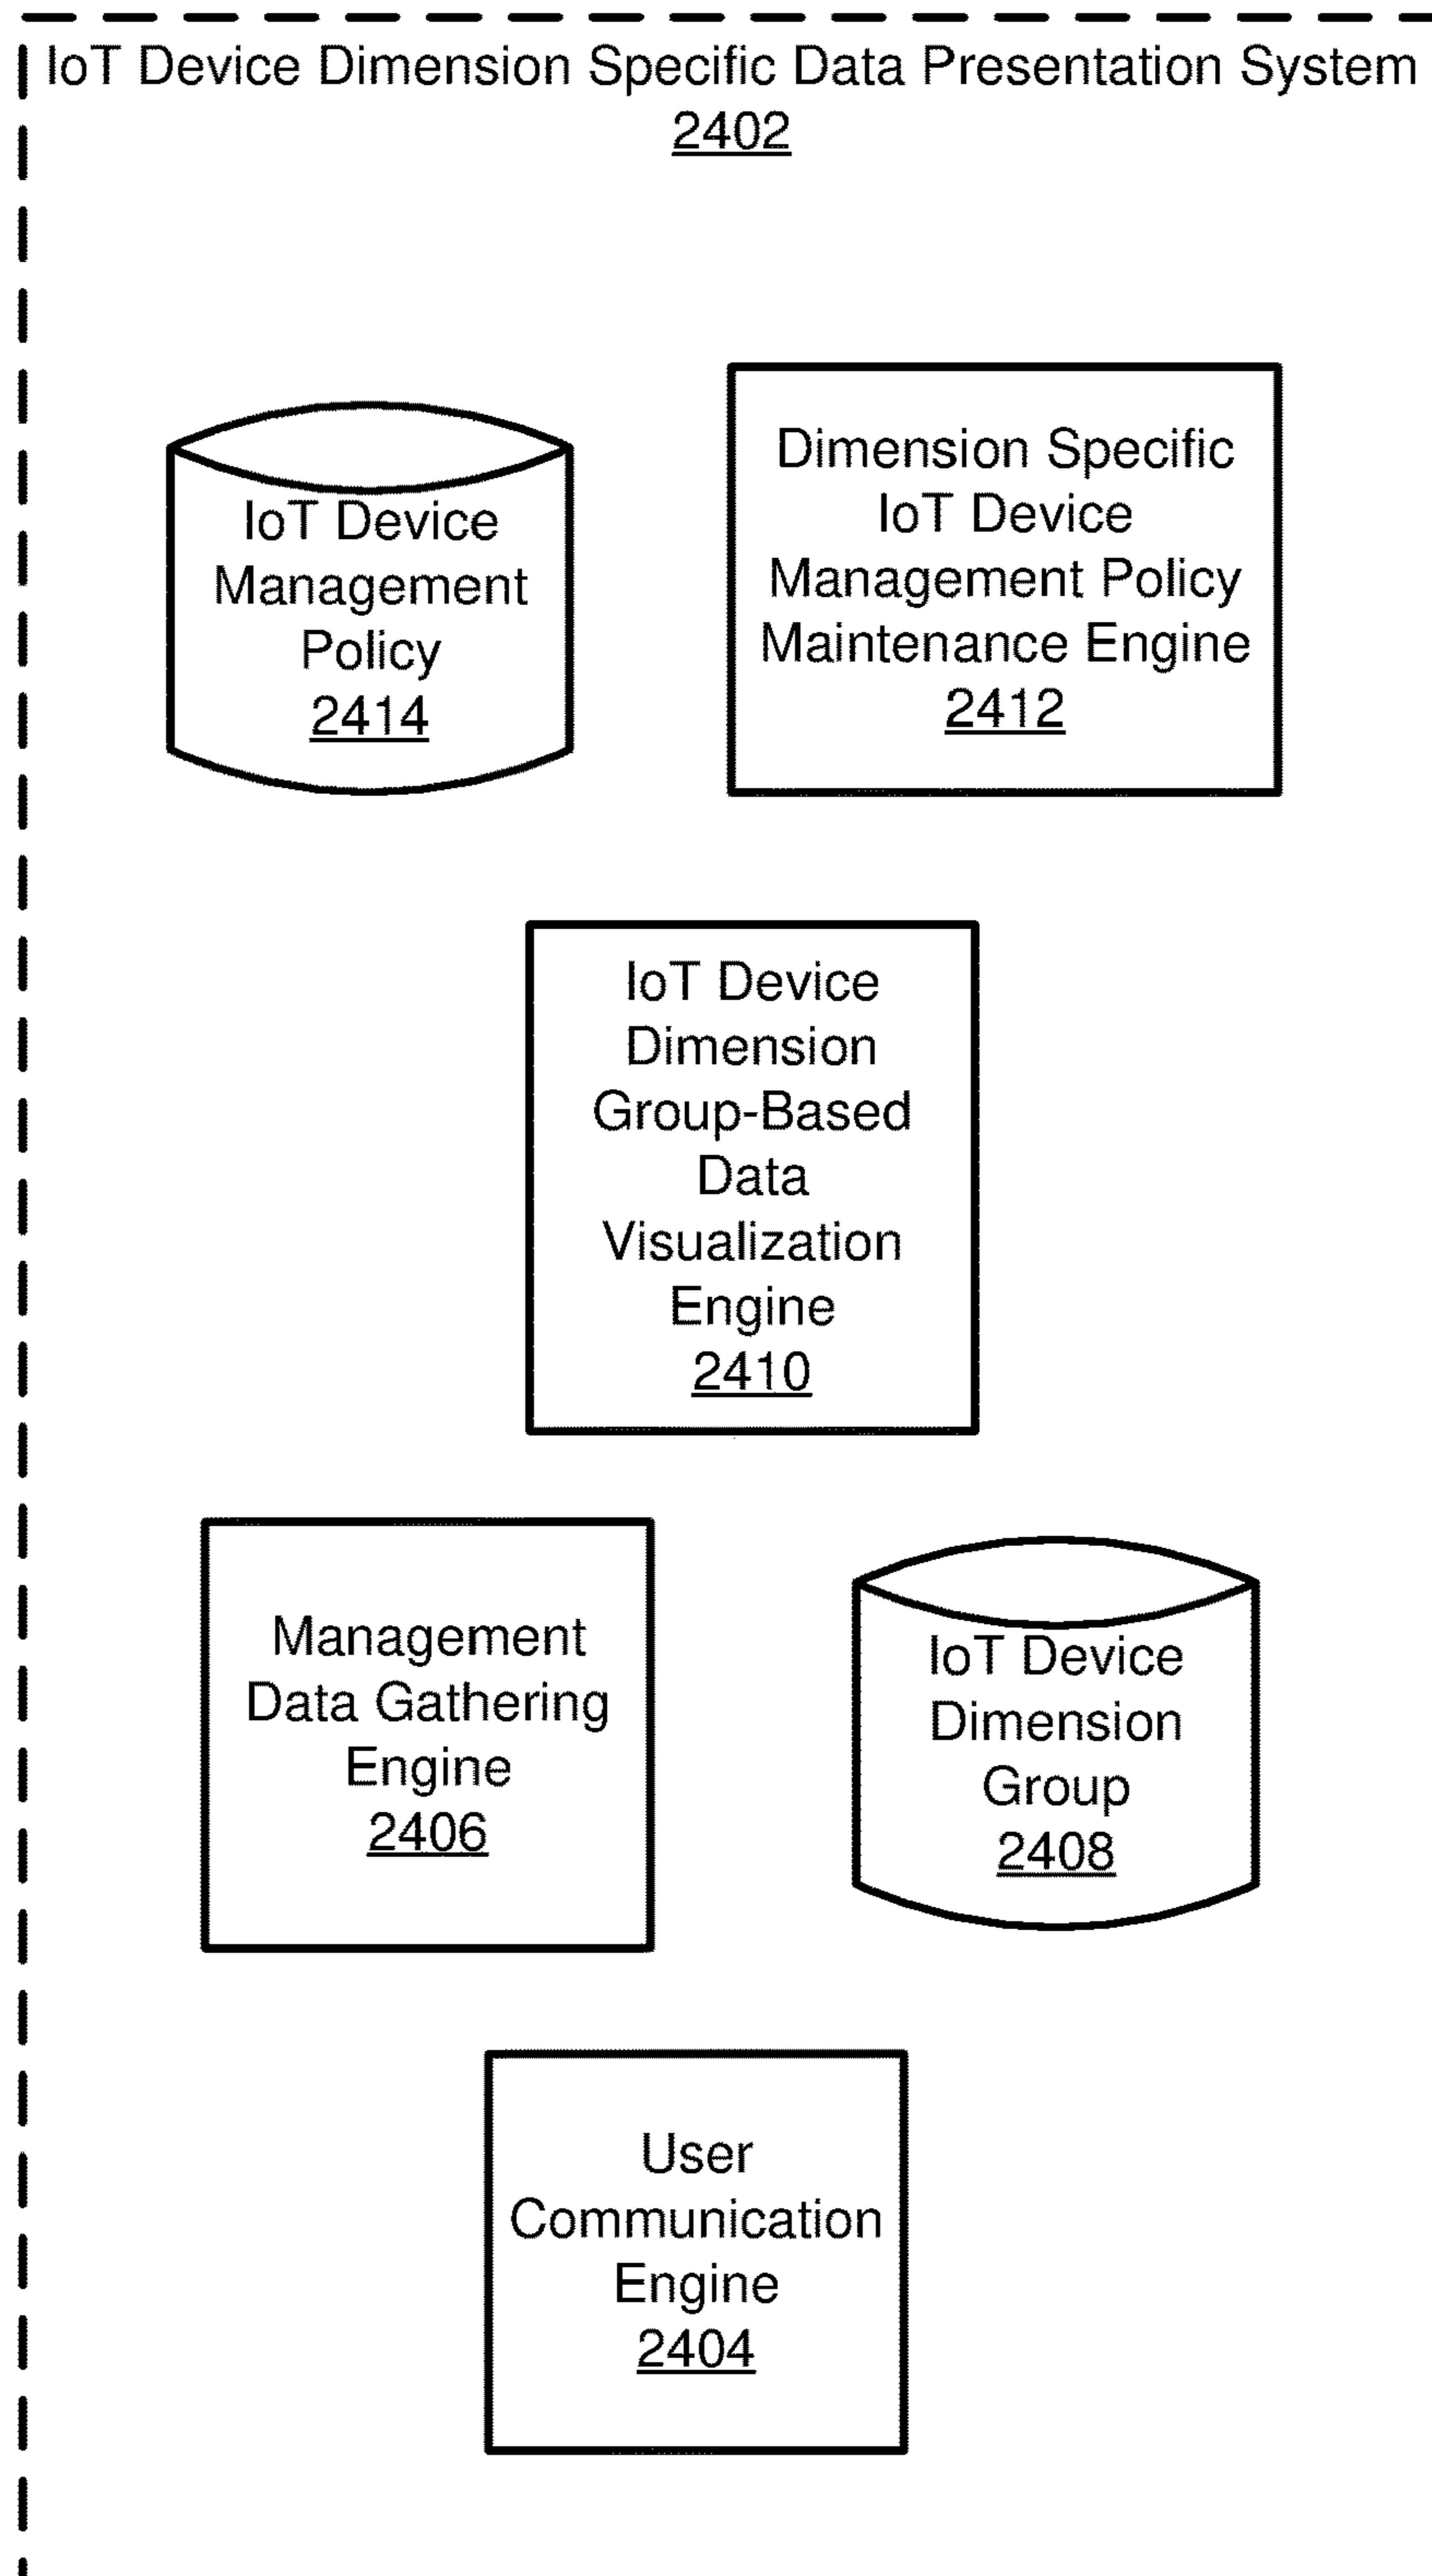 IoT Device Dimension Specific Data Presentation System
2402
IoT Device
Management
Policy
2414
Dimension Specific
IoT Device
Management Policy
Maintenance Engine
2412
IoT Device
Dimension
Group-Based
Data
Visualization
Engine
2410
Management
Data Gathering
Engine
2406
IoT Device
Dimension
Group
2408
User
Communication
Engine
2404